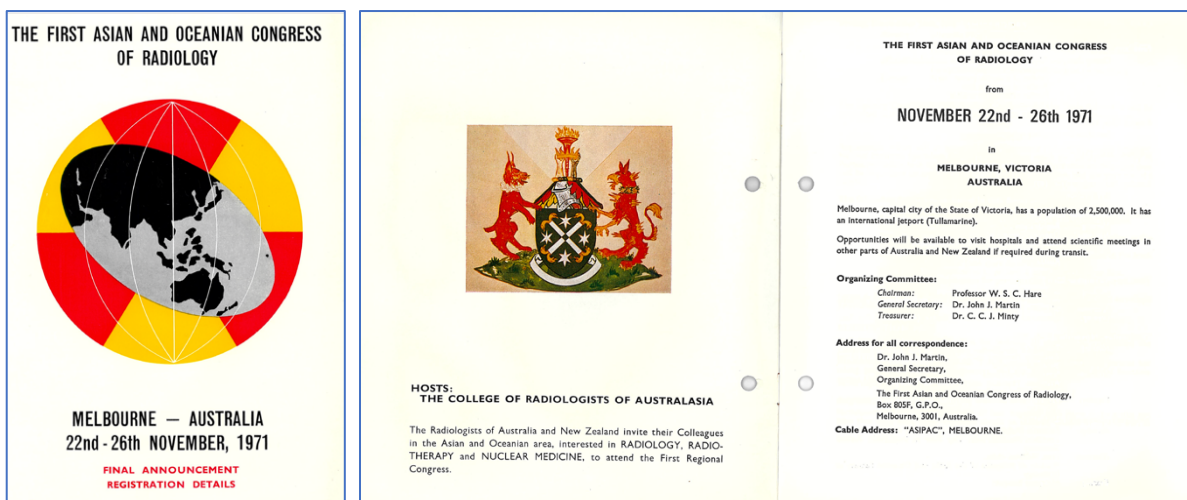 THE FIRST ASIAN AND OCEANIAN CONGRESS
OF RADIOLOGY
MELBOURNE — AUSTRALIA
22nd - 26th NOVEMBER, 1971
FINAL ANNOUNCEMENT
REGISTRATION DETAILS
HOSTS:
THE COLLEGE OF RADIOLOGISTS OF AUSTRALASIA
The Radiologists of Australia and New Zealand invite their Colleagues
in the Asian and Oceanian area, interested in RADIOLOGY, RADIO-
THERAPY and NUCLEAR MEDICINE, to attend the First Regional
Congress.
THE FIRST ASIAN AND OCEANIAN CONGRESS
OF RADIOLOGY
from
NOVEMBER 22nd - 26th 1971
in
MELBOURNE, VICTORIA
AUSTRALIA
Melbourne, capital city of the State of Victoria, has a population of 2,500,000. It has
an international jetport (Tullamarine).
Opportunities will be available to visit hospitals and attend scientific meetings in
other parts of Australia and New Zealand if required during transit.
Organizing Committee:
Chairman: Professor W. S. C. Hare
General Secretary: Dr. John J. Martin
Treasurer: Dr. C. C. J. Minty
Address for all correspondence:
Dr. John J. Martin,
General Secretary,
Organizing Committee,
The First Asian and Oceanian Congress of Radiology,
Box 805F, G.P.O.,
Melbourne, 3001, Australia.
Cable Address: "ASIPAC", MELBOURNE.